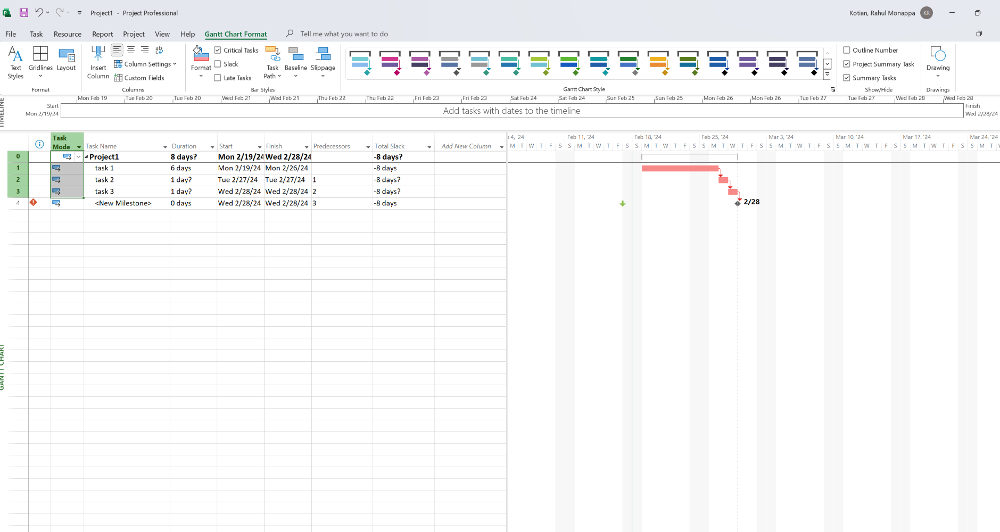 Project1 - Project Professional
Kotian, Rahul Monappa KR
File Task Resource Report Project View Help Gantt Chart Format Tell me what you want to do
Text Styles
Gridlines
Layout
Format
Insert Column
Column Settings
Custom Fields
Columns
Format
Critical Tasks
Slack
Late Tasks
Task Path
Baseline
Slippage
Bar Styles
Gantt Chart Style
Outline Number
Project Summary Task
Summary Tasks
Show/Hide
Drawing
Drawings
TIMELINE
Mon Feb 19 Tue Feb 20 Tue Feb 20 Wed Feb 21 Wed Feb 21 Thu Feb 22 Thu Feb 22 Fri Feb 23 Fri Feb 23 Sat Feb 24 Sat Feb 24 Sun Feb 25 Sun Feb 25 Mon Feb 26 Mon Feb 26 Tue Feb 27 Tue Feb 27 Wed Feb 28 Wed Feb 28
Start
Mon 2/19/24
Add tasks with dates to the timeline
Finish
Wed 2/28/24
Task Mode Task Name Duration Start Finish Predecessors Total Slack Add New Column
0 Project1 8 days? Mon 2/19/24 Wed 2/28/24 -8 days?
1 task 1 6 days Mon 2/19/24 Mon 2/26/24 -8 days
2 task 2 1 day? Tue 2/27/24 Tue 2/27/24 1 -8 days?
3 task 3 1 day? Wed 2/28/24 Wed 2/28/24 2 -8 days?
4 <New Milestone> 0 days Wed 2/28/24 Wed 2/28/24 3 -8 days
4, '24 Feb 11, '24 Feb 18, '24 Feb 25, '24 Mar 3, '24 Mar 10, '24 Mar 17, '24 Mar 24, '24
M T W T F S S M T W T F S S M T W T F S S M T W T F S S M T W T F S S M T W T F S S M T W T F S S M T
2/28
GANTT CHART